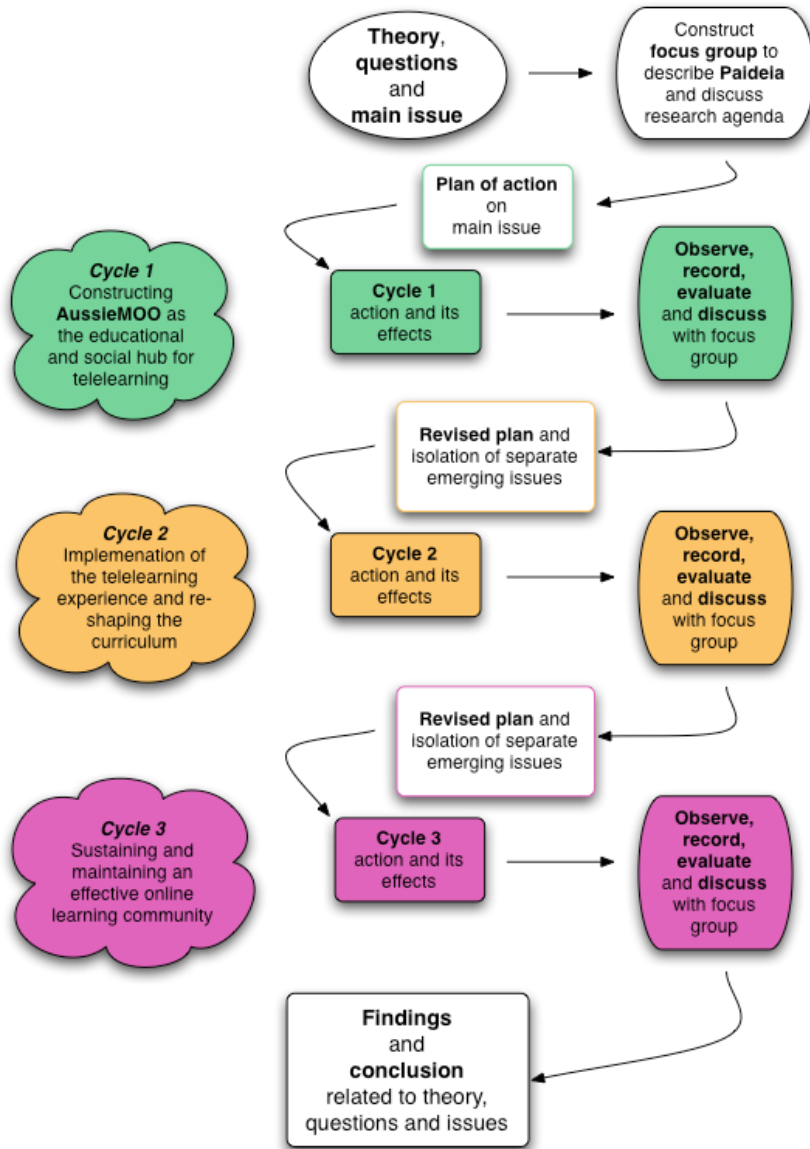 Theory,
questions
and
main issue
Construct
focus group to
describe Paideia
and discuss
research agenda
Plan of action
on
main issue
Cycle 1
Constructing
AussieMOO as
the educational
and social hub for
telelearning
Cycle 1
action and its
effects
Observe,
record,
evaluate
and discuss
with focus
group
Revised plan and
isolation of separate
emerging issues
Cycle 2
Implemenation of
the telelearning
experience and re-
shaping the
curriculum
Cycle 2
action and its
effects
Observe,
record,
evaluate
and discuss
with focus
group
Revised plan and
isolation of separate
emerging issues
Cycle 3
Sustaining and
maintaining an
effective online
learning community
Cycle 3
action and its
effects
Observe,
record,
evaluate
and discuss
with focus
group
Findings
and
conclusion
related to theory,
questions and issues